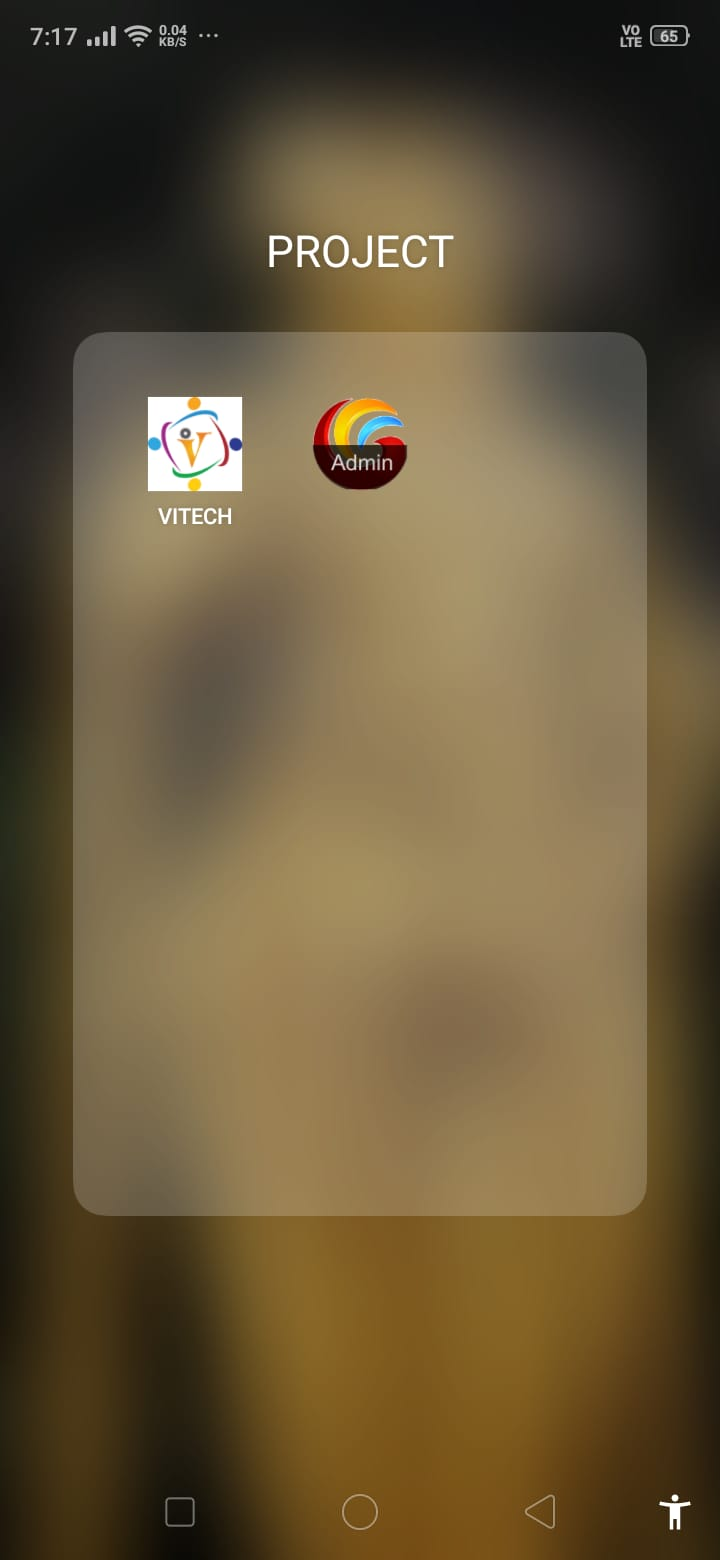 7:17 0.04 KB/S ... VO LTE 65
PROJECT
V
Admin
VITECH